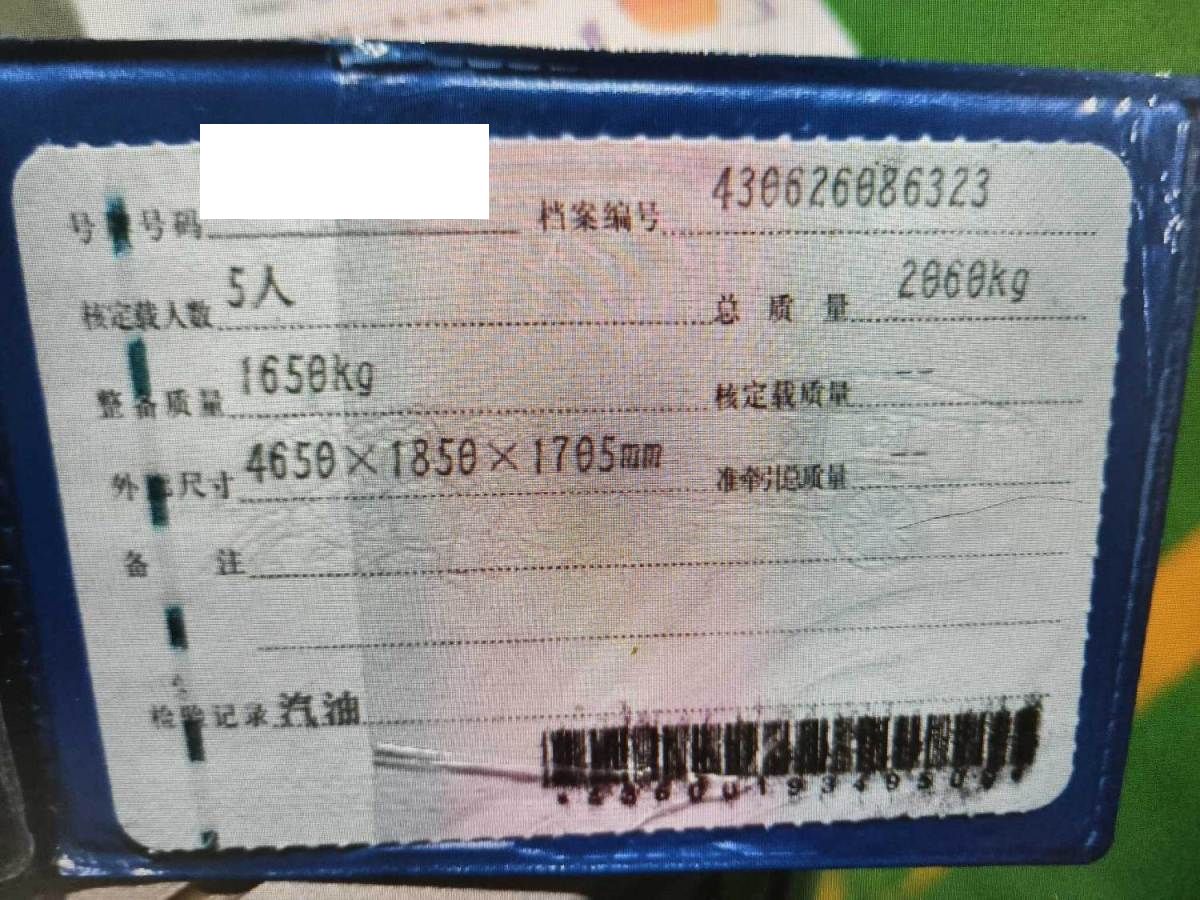 号牌号码 档案编号 430626086323
核定载人数 5人 总质量 2060kg
整备质量 1650kg 核定载质量 --
外廓尺寸 4650×1850×1705mm 准牵引总质量 --
备注
检验记录 汽油